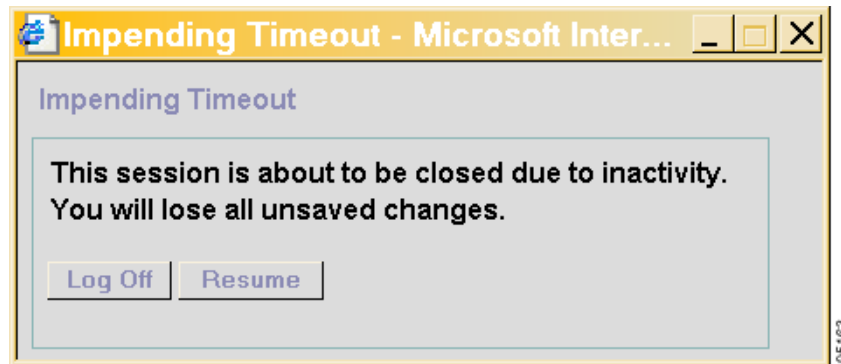 Impending Timeout - Microsoft Inter...
Impending Timeout
This session is about to be closed due to inactivity.
You will lose all unsaved changes.
Log Off Resume